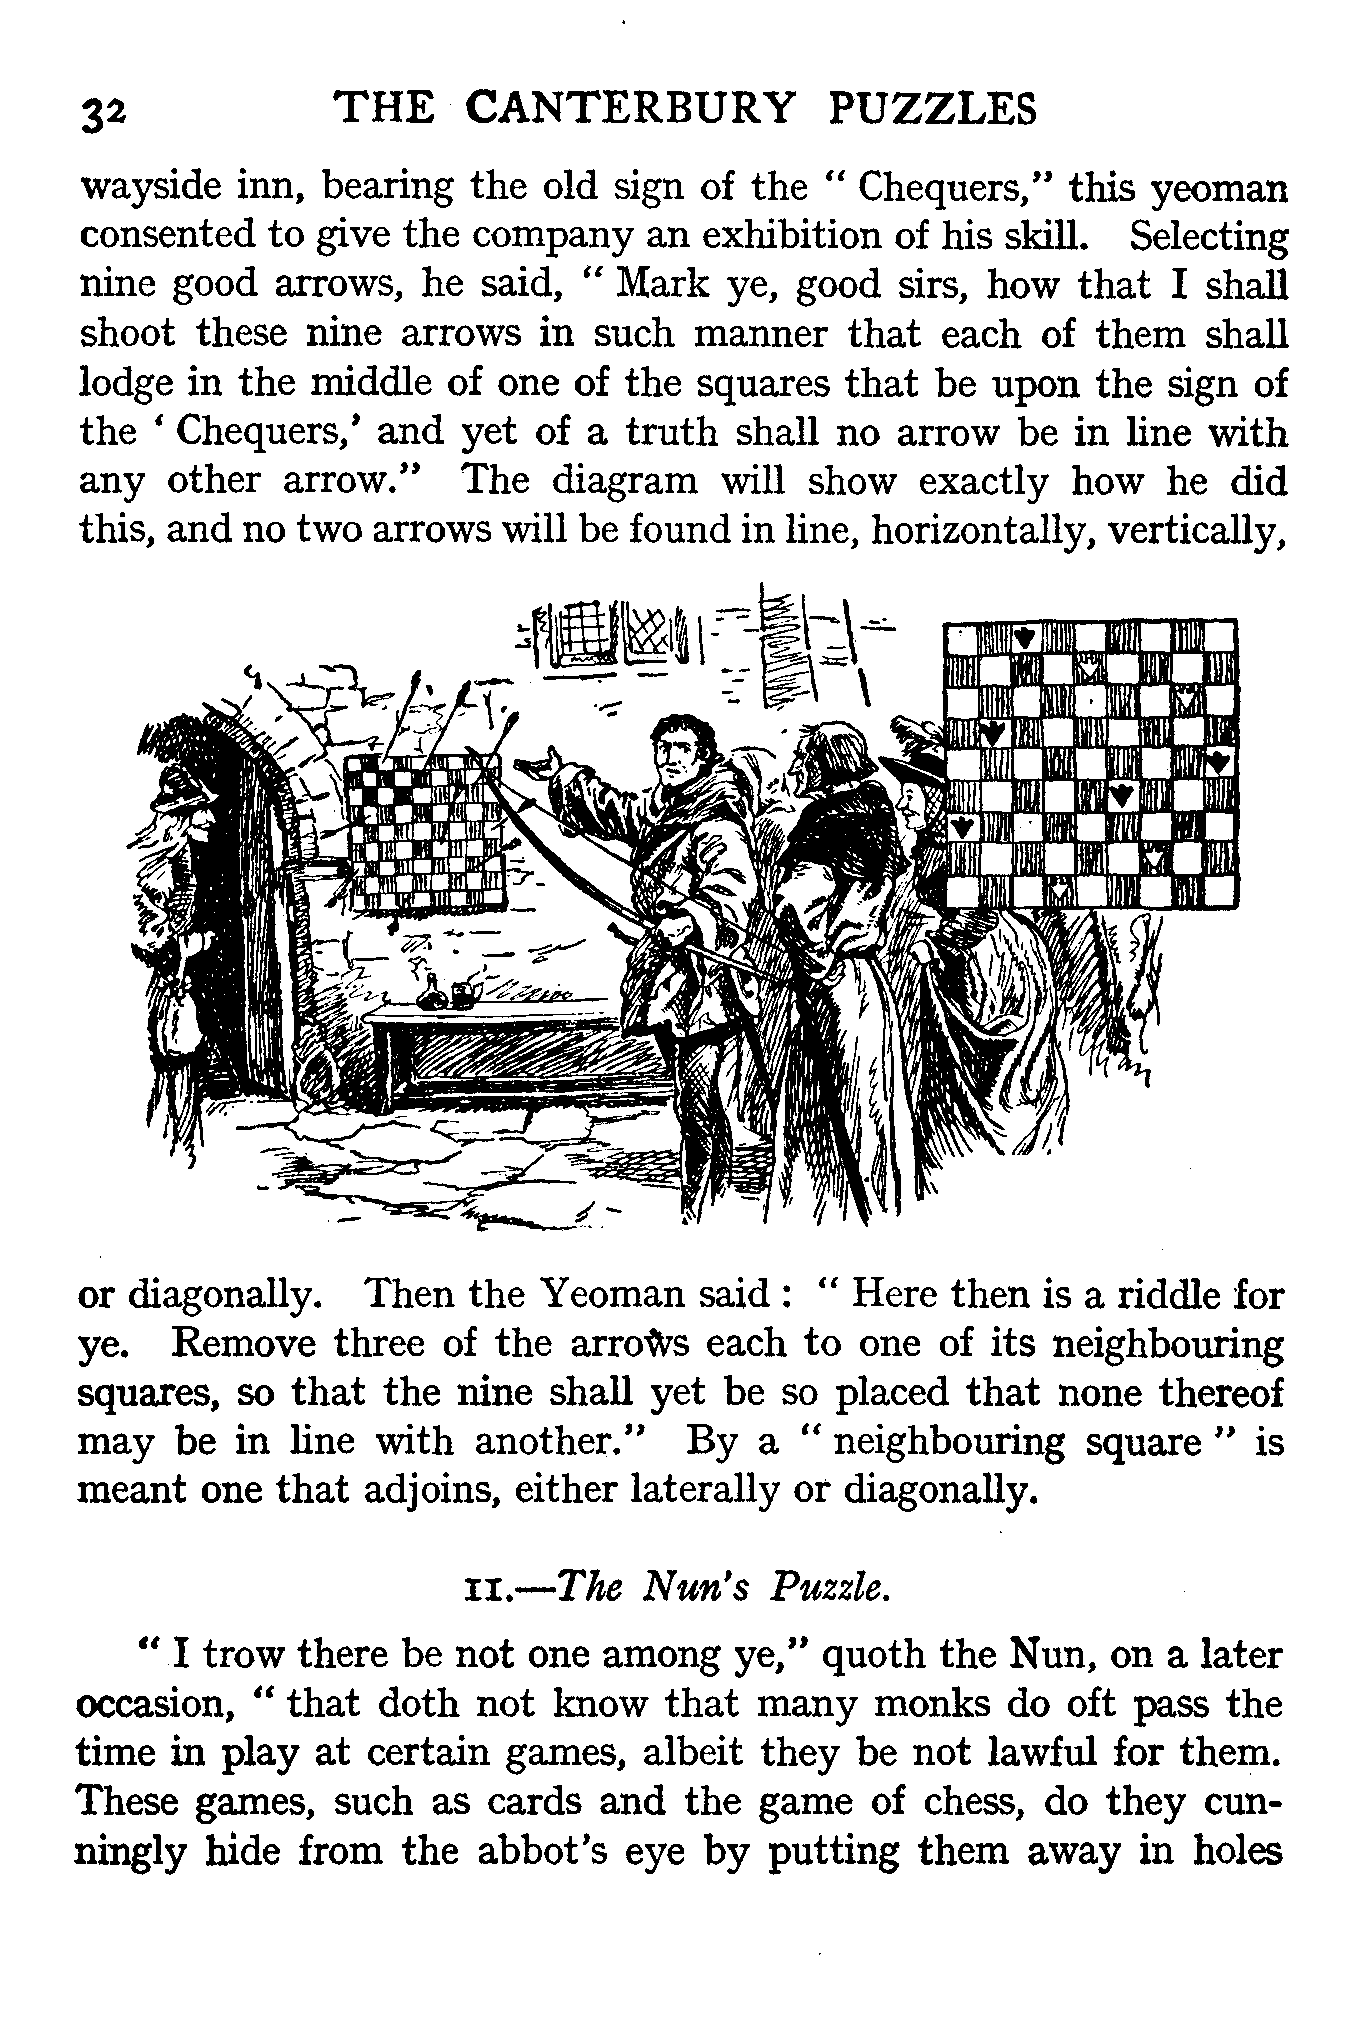 32 THE CANTERBURY PUZZLES
wayside inn, bearing the old sign of the “ Chequers,” this yeoman
consented to give the company an exhibition of his skill. Selecting
nine good arrows, he said, “ Mark ye, good sirs, how that I shall
shoot these nine arrows in such manner that each of them shall
lodge in the middle of one of the squares that be upon the sign of
the ‘ Chequers,’ and yet of a truth shall no arrow be in line with
any other arrow.” The diagram will show exactly how he did
this, and no two arrows will be found in line, horizontally, vertically,
or diagonally. Then the Yeoman said : “ Here then is a riddle for
ye. Remove three of the arrows each to one of its neighbouring
squares, so that the nine shall yet be so placed that none thereof
may be in line with another.” By a “ neighbouring square ” is
meant one that adjoins, either laterally or diagonally.
11.—The Nun's Puzzle.
“ I trow there be not one among ye,” quoth the Nun, on a later
occasion, “ that doth not know that many monks do oft pass the
time in play at certain games, albeit they be not lawful for them.
These games, such as cards and the game of chess, do they cun-
ningly hide from the abbot’s eye by putting them away in holes